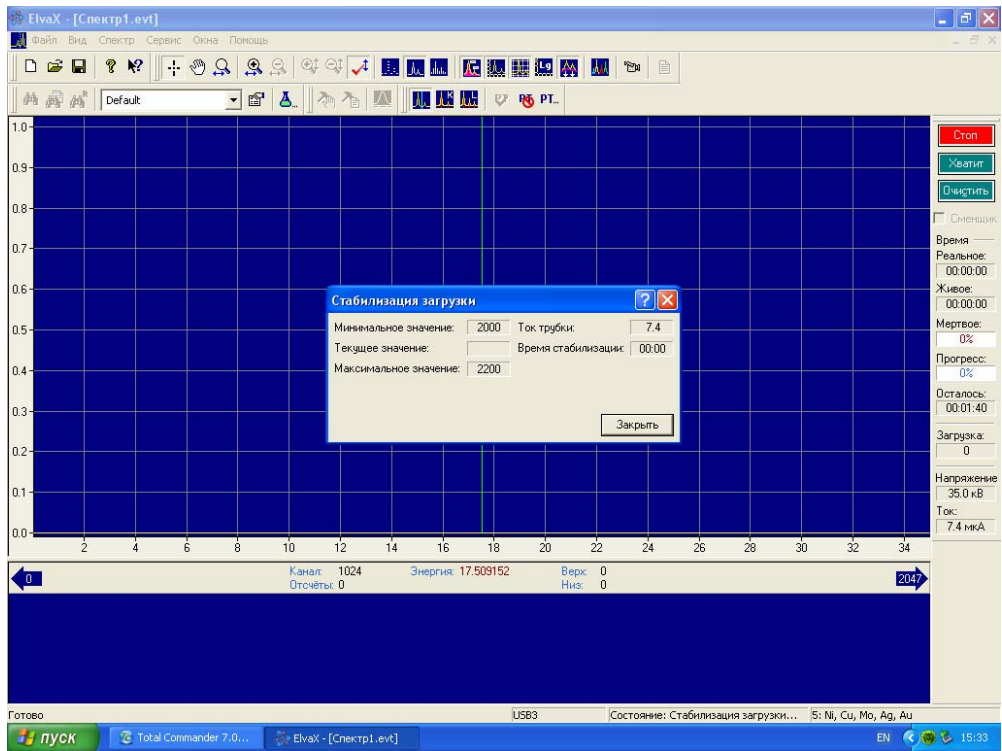 ElvaX - [Спектр1.evt]
Файл Вид Спектр Сервис Окна Помощь
Default
PT...
1.0
0.9
0.8
0.7
0.6
0.5
0.4
0.3
0.2
0.1
0.0
2 4 6 8 10 12 14 16 18 20 22 24 26 28 30 32 34
Стабилизация загрузки
Минимальное значение: 2000 Ток трубки: 7.4
Текущее значение: Время стабилизации: 00:00
Максимальное значение: 2200
Закрыть
Стоп
Хватит
Очистить
Сменщик
Время
Реальное:
00:00:00
Живое:
00:00:00
Мертвое:
0%
Прогресс:
0%
Осталось:
00:01:40
Загрузка:
0
Напряжение
35.0 кВ
Ток:
7.4 мкА
0 Канал: 1024 Энергия: 17.509152 Верх: 0 2047
Отсчёты: 0 Низ: 0
Готово USB3 Состояние: Стабилизация загрузки... 5: Ni, Cu, Mo, Ag, Au
пуск Total Commander 7.0... ElvaX - [Спектр1.evt] EN 15:33